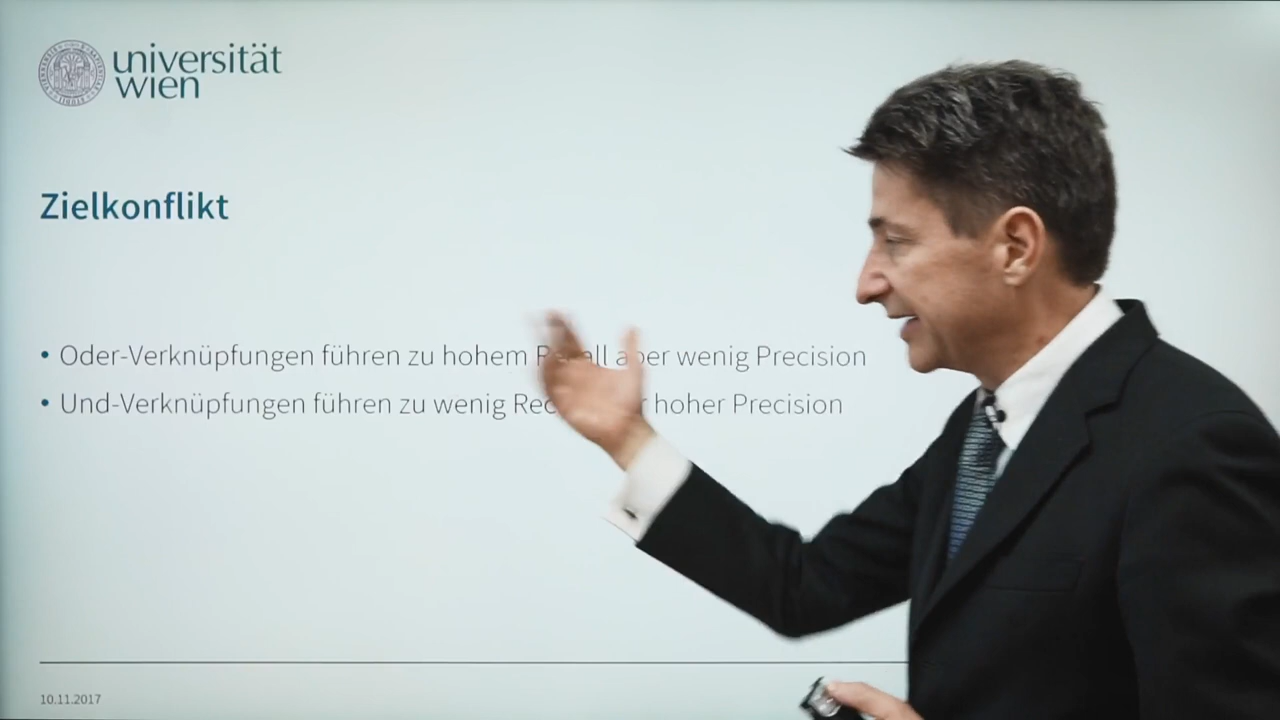 universität
wien
Zielkonflikt
• Oder-Verknüpfungen führen zu hohem aber wenig Precision
• Und-Verknüpfungen führen zu wenig hoher Precision
10.11.2017